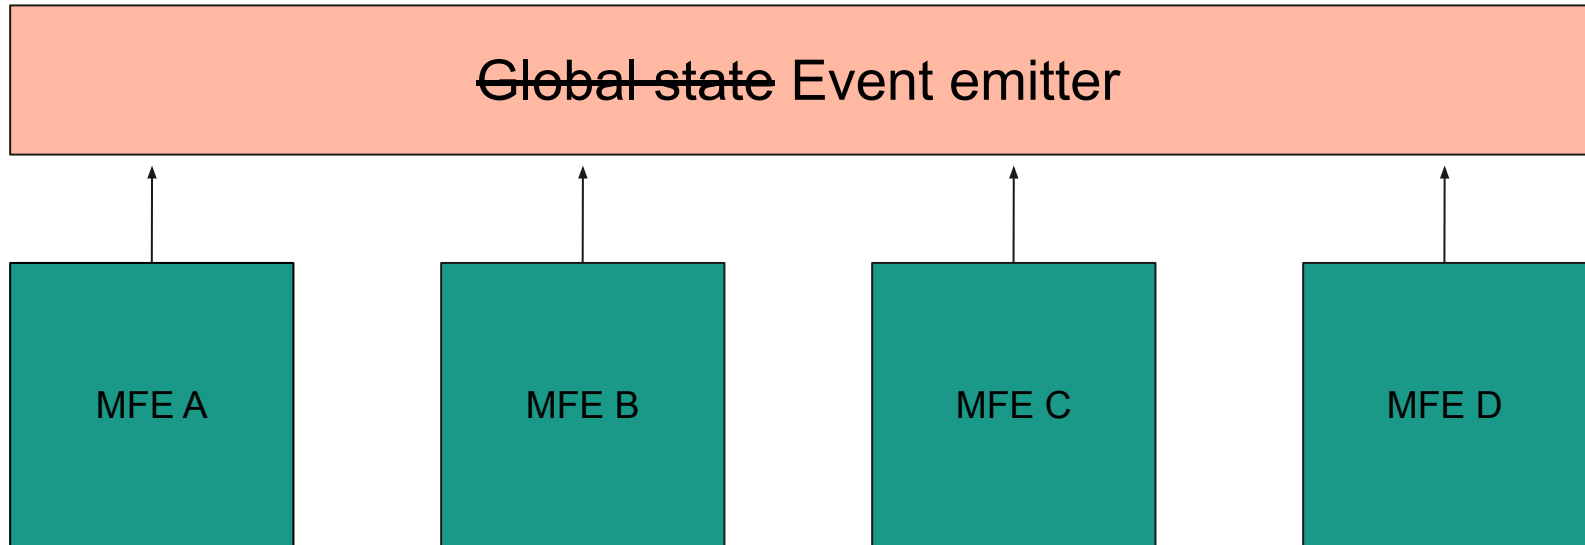 Global state Event emitter
MFE A
MFE B
MFE C
MFE D